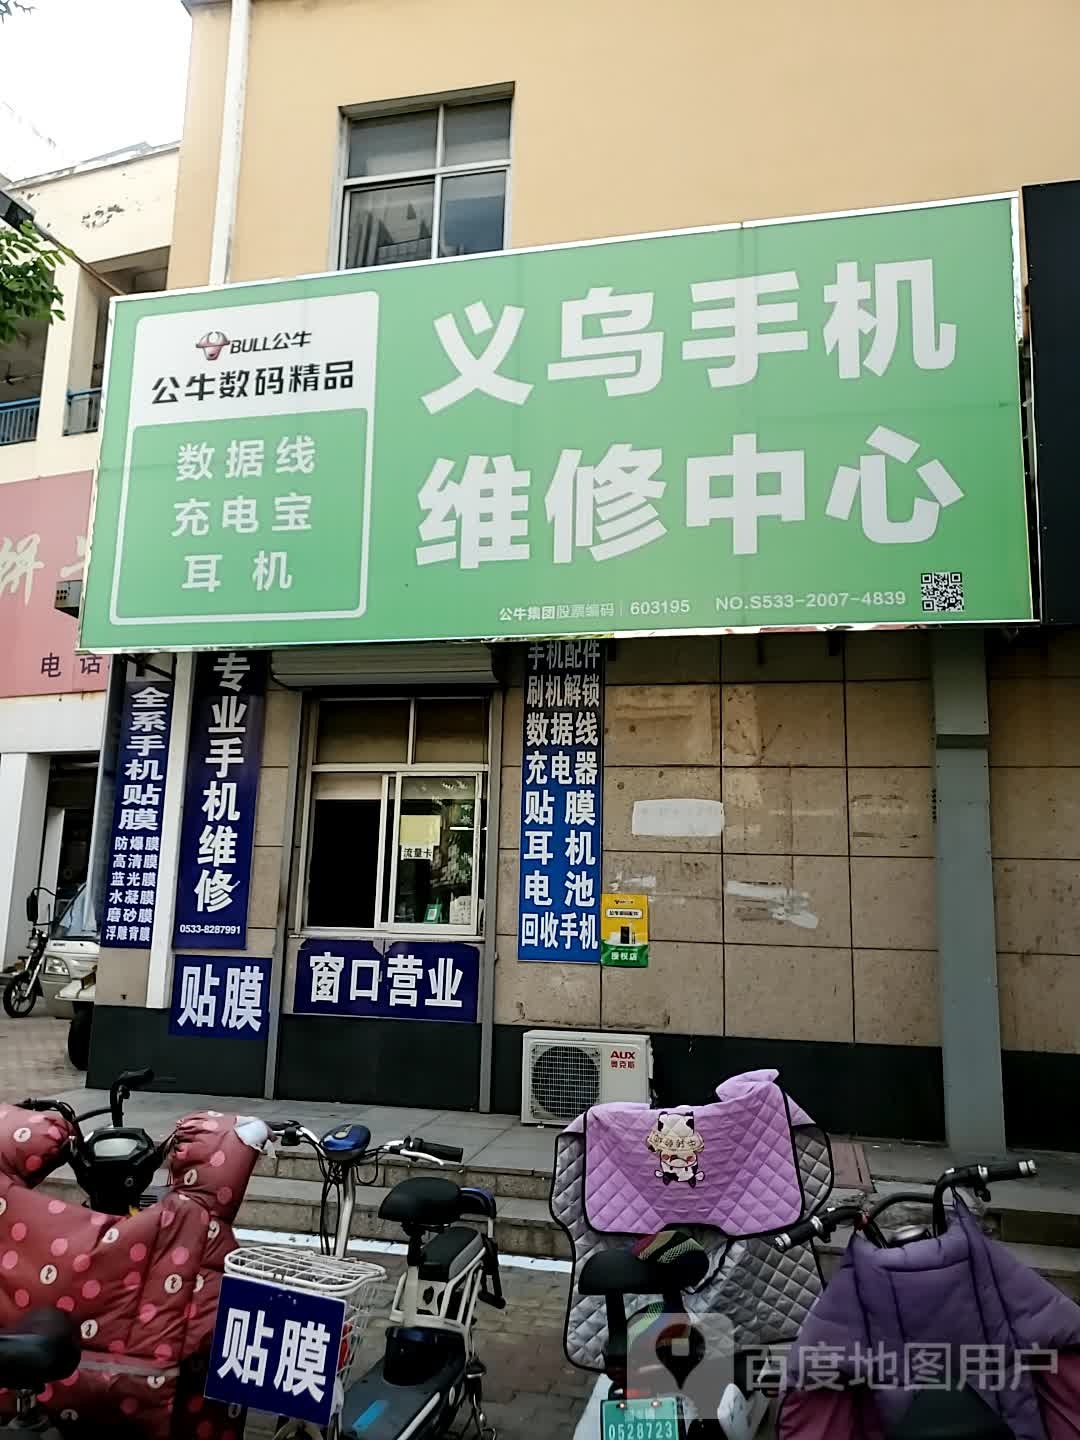 BULL公牛
公牛数码精品
数据线
充电宝
耳机
义乌手机
维修中心
公牛集团股票编码|603195 NO.S533-2007-4839
电话
全系手机贴膜
防爆膜
高清膜
蓝光膜
水凝膜
磨砂膜
浮雕背膜
专业手机维修
0533-8287991
贴膜
窗口营业
流量卡
手机配件
刷机解锁
数据线
充电器
贴膜
耳机
电池
回收手机
授权店
AUX
奥克斯
贴膜
0528723
百度地图用户